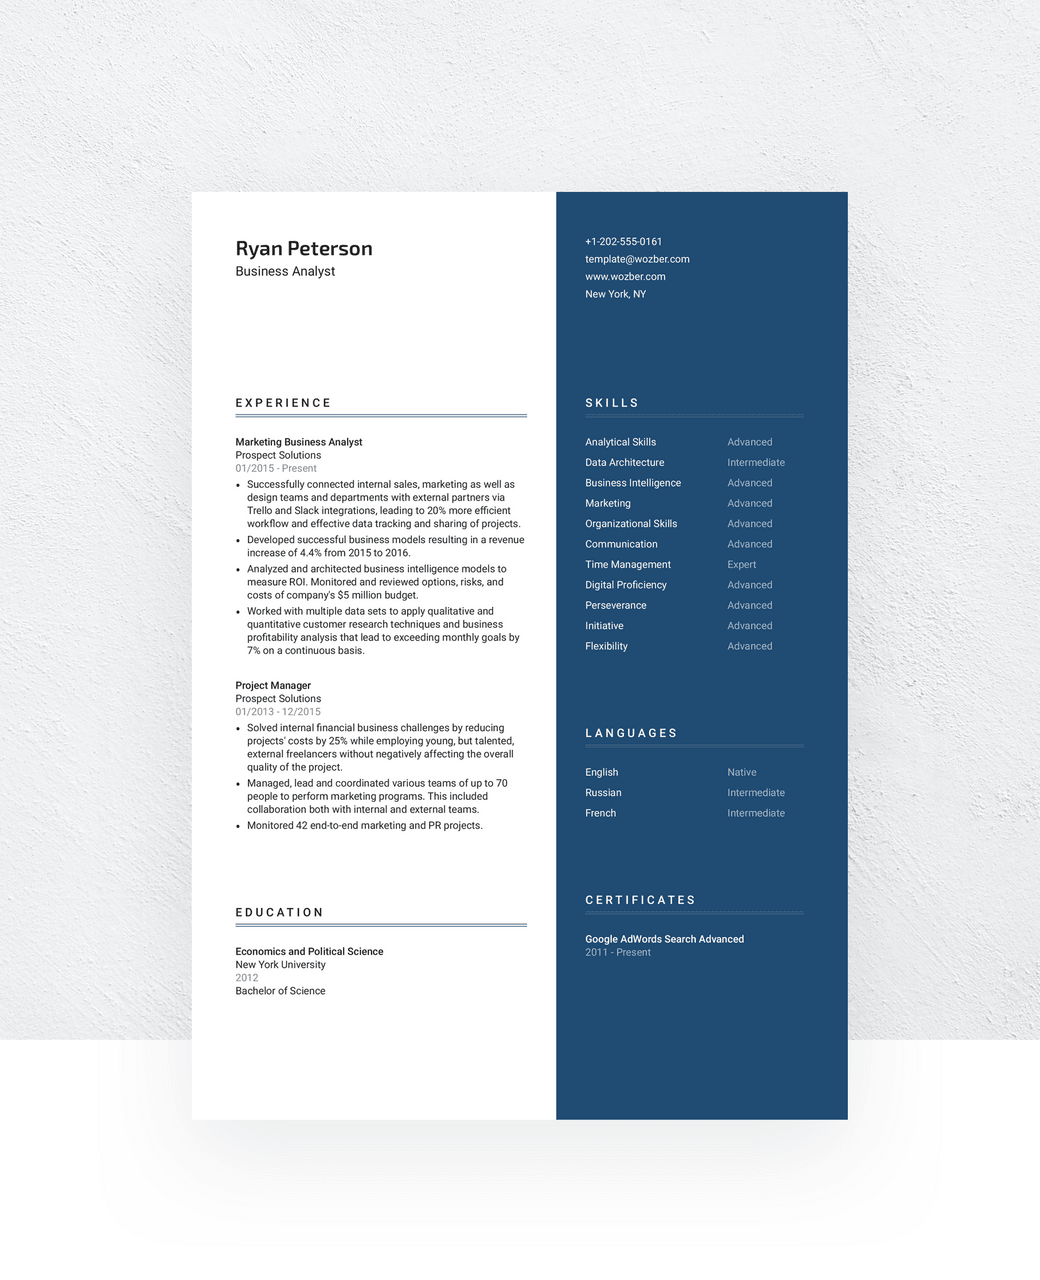 Ryan Peterson
Business Analyst
+1-202-555-0161
template@wozber.com
www.wozber.com
New York, NY
EXPERIENCE
Marketing Business Analyst
Prospect Solutions
01/2015 - Present
• Successfully connected internal sales, marketing as well as
design teams and departments with external partners via
Trello and Slack integrations, leading to 20% more efficient
workflow and effective data tracking and sharing of projects.
• Developed successful business models resulting in a revenue
increase of 4.4% from 2015 to 2016.
• Analyzed and architected business intelligence models to
measure ROI. Monitored and reviewed options, risks, and
costs of company's $5 million budget.
• Worked with multiple data sets to apply qualitative and
quantitative customer research techniques and business
profitability analysis that lead to exceeding monthly goals by
7% on a continuous basis.
Project Manager
Prospect Solutions
01/2013 - 12/2015
• Solved internal financial business challenges by reducing
projects' costs by 25% while employing young, but talented,
external freelancers without negatively affecting the overall
quality of the project.
• Managed, lead and coordinated various teams of up to 70
people to perform marketing programs. This included
collaboration both with internal and external teams.
• Monitored 42 end-to-end marketing and PR projects.
EDUCATION
Economics and Political Science
New York University
2012
Bachelor of Science
SKILLS
Analytical Skills Advanced
Data Architecture Intermediate
Business Intelligence Advanced
Marketing Advanced
Organizational Skills Advanced
Communication Advanced
Time Management Expert
Digital Proficiency Advanced
Perseverance Advanced
Initiative Advanced
Flexibility Advanced
LANGUAGES
English Native
Russian Intermediate
French Intermediate
CERTIFICATES
Google AdWords Search Advanced
2011 - Present